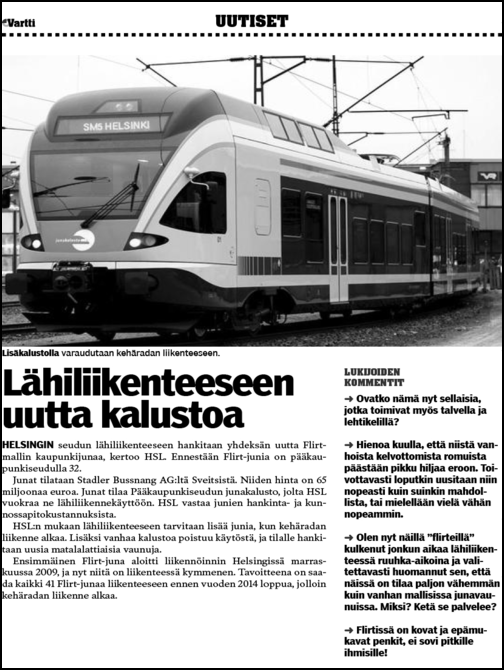 Vartti
UUTISET
SM5 HELSINKI
VR
Lisäkalustolla varaudutaan kehäradan liikenteeseen.
Lähiliikenteeseen
uutta kalustoa
HELSINGIN seudun lähiliikenteeseen hankitaan yhdeksän uutta Flirt-
mallin kaupunkijunaa, kertoo HSL. Ennestään Flirt-junia on pääkau-
punkiseudulla 32.
Junat tilataan Stadler Bussnang AG:ltä Sveitsistä. Niiden hinta on 65
miljoonaa euroa. Junat tilaa Pääkaupunkiseudun junakalusto, jolta HSL
vuokraa ne lähiliikennekäyttöön. HSL vastaa junien hankinta- ja kun-
nossapitokustannuksista.
HSL:n mukaan lähiliikenteeseen tarvitaan lisää junia, kun kehäradan
liikenne alkaa. Lisäksi vanhaa kalustoa poistuu käytöstä, ja tilalle hanki-
taan uusia matalalattiaisia vaunuja.
Ensimmäinen Flirt-juna aloitti liikennöinnin Helsingissä marras-
kuussa 2009, ja nyt niitä on liikenteessä kymmenen. Tavoitteena on saa-
da kaikki 41 Flirt-junaa liikenteeseen ennen vuoden 2014 loppua, jolloin
kehäradan liikenne alkaa.
LUKIJOIDEN
KOMMENTIT
➔ Ovatko nämä nyt sellaisia,
jotka toimivat myös talvella ja
lehtikelillä?
➔ Hienoa kuulla, että niistä van-
hoista kelvottomista romuista
päästään pikku hiljaa eroon. Toi-
vottavasti loputkin uusitaan niin
nopeasti kuin suinkin mahdol-
lista, tai mielellään vielä vähän
nopeammin.
➔ Olen nyt näillä ”flirteillä”
kulkenut jonkun aikaa lähiliiken-
teessä ruuhka-aikoina ja vali-
tettavasti huomannut sen, että
näissä on tilaa paljon vähemmän
kuin vanhan mallisissa junavau-
nuissa. Miksi? Ketä se palvelee?
➔ Flirtissä on kovat ja epämu-
kavat penkit, ei sovi pitkille
ihmisille!